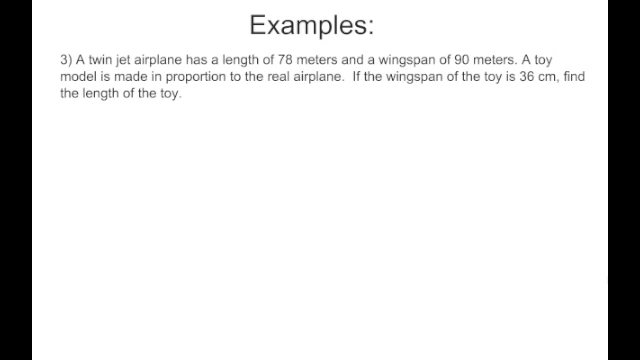 Examples:
3) A twin jet airplane has a length of 78 meters and a wingspan of 90 meters. A toy
model is made in proportion to the real airplane.  If the wingspan of the toy is 36 cm, find
the length of the toy.